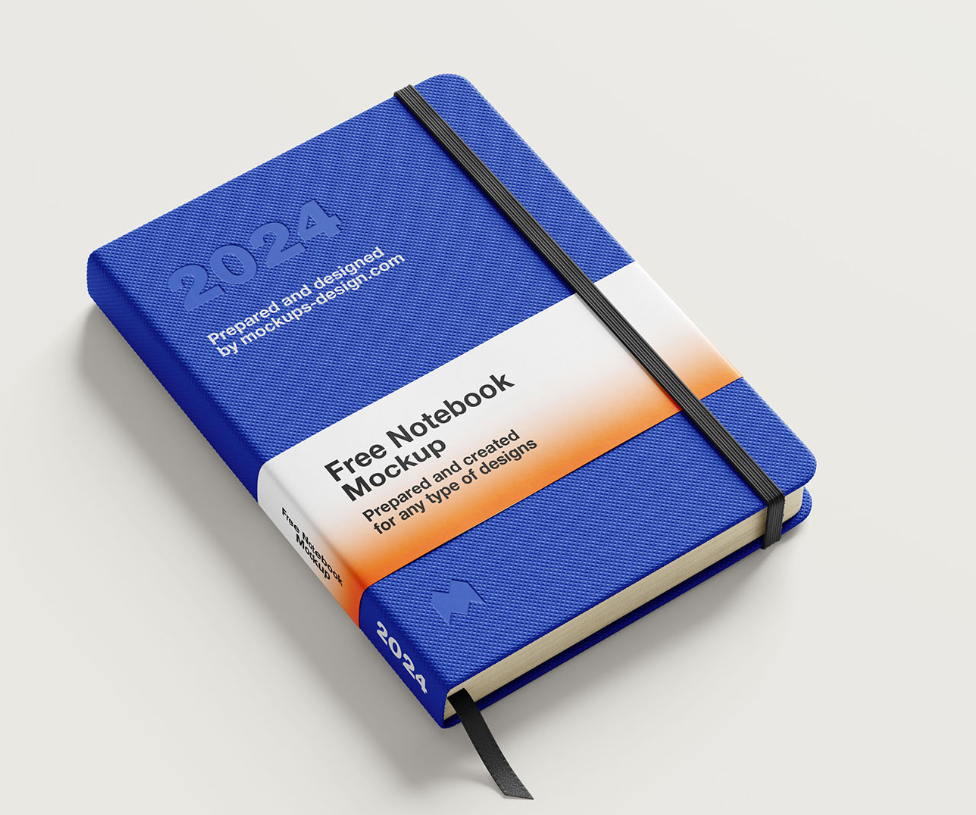 2024
Prepared and designed
by mockups-design.com
Free Notebook
Mockup
Prepared and created
for any type of designs
Free Notebook
Mockup
2024